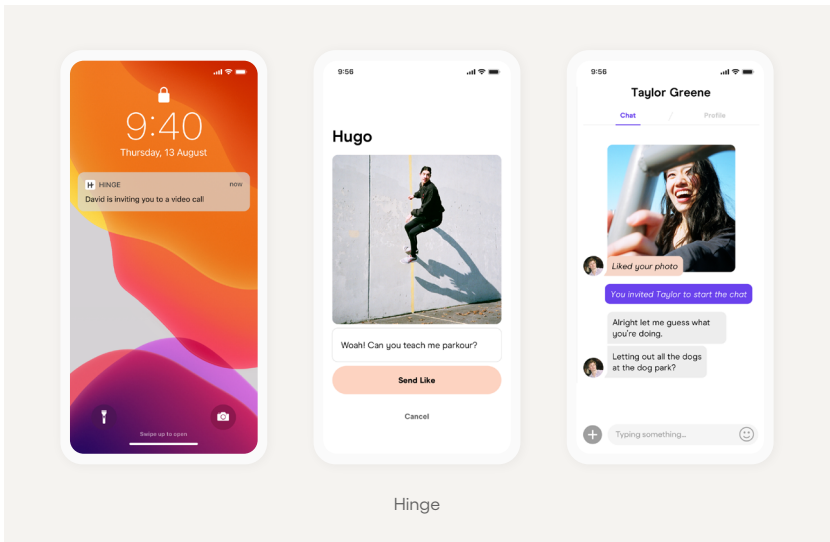 9:40
Thursday, 13 August
HINGE
now
David is inviting you to a video call
Swipe up to open
9:56
Hugo
Woah! Can you teach me parkour?
Send Like
Cancel
9:56
Taylor Greene
Chat / Profile
Liked your photo
You invited Taylor to start the chat
Alright let me guess what
you're doing.
Letting out all the dogs
at the dog park?
Typing something...
Hinge